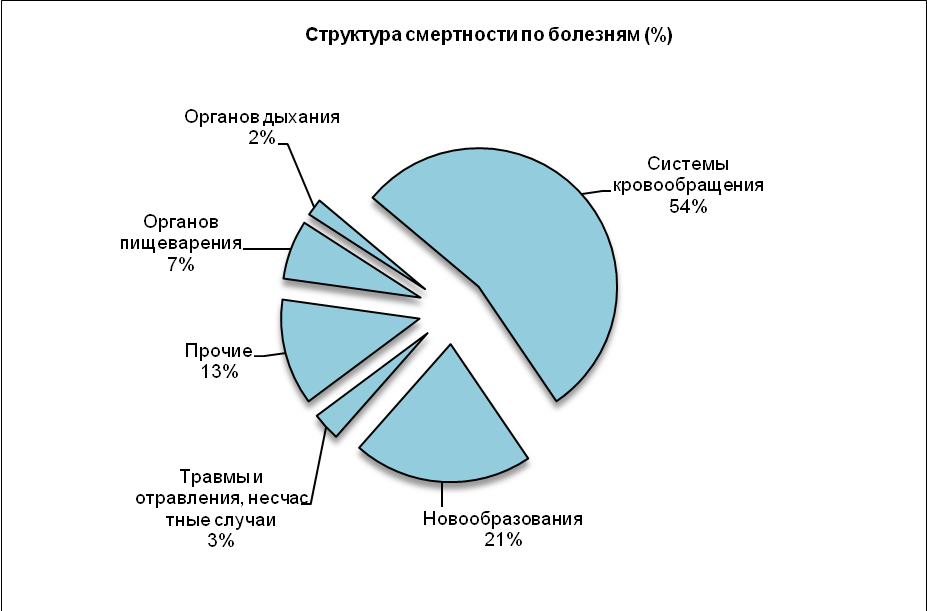 Структура смертности по болезням (%)
Органов дыхания
2%
Системы
кровообращения
54%
Органов
пищеварения
7%
Прочие
13%
Травмы и
отравления, несчас
тные случаи
3%
Новообразования
21%